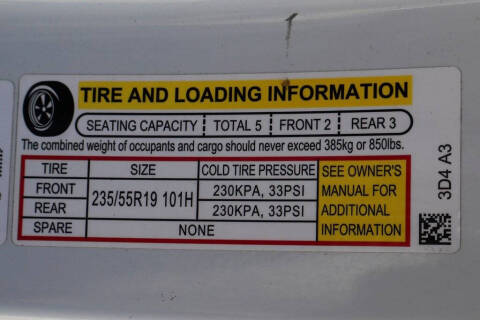 TIRE AND LOADING INFORMATION
SEATING CAPACITY TOTAL 5 FRONT 2 REAR 3
The combined weight of occupants and cargo should never exceed 385kg or 850lbs.
TIRE SIZE COLD TIRE PRESSURE
FRONT 235/55R19 101H 230KPA, 33PSI
REAR 230KPA, 33PSI
SPARE NONE
SEE OWNER'S
MANUAL FOR
ADDITIONAL
INFORMATION
3D4 A3